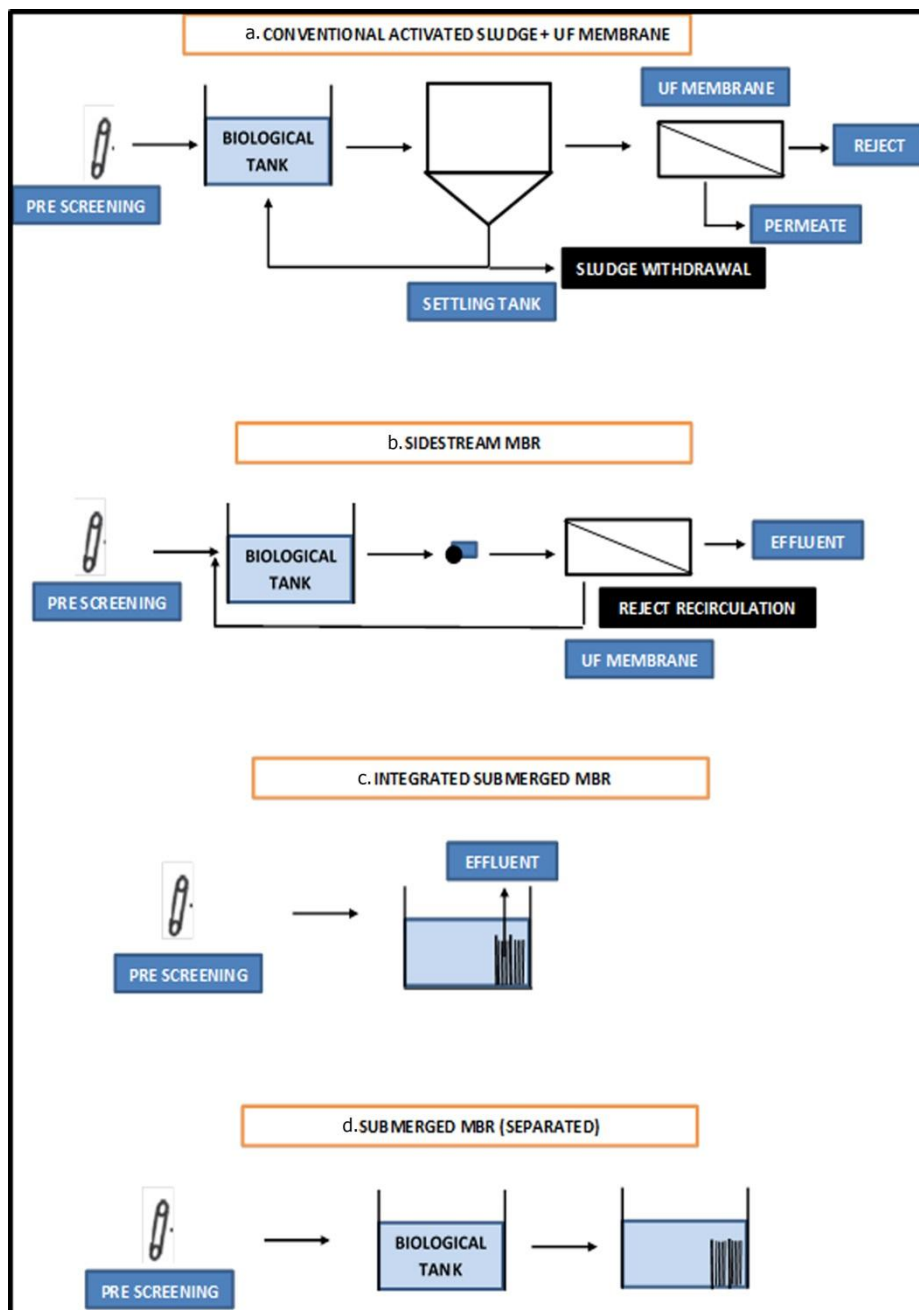 a. CONVENTIONAL ACTIVATED SLUDGE + UF MEMBRANE
UF MEMBRANE
BIOLOGICAL
TANK
REJECT
PRE SCREENING
PERMEATE
SLUDGE WITHDRAWAL
SETTLING TANK
b. SIDESTREAM MBR
EFFLUENT
BIOLOGICAL
TANK
PRE SCREENING
REJECT RECIRCULATION
UF MEMBRANE
c. INTEGRATED SUBMERGED MBR
EFFLUENT
PRE SCREENING
d. SUBMERGED MBR (SEPARATED)
BIOLOGICAL
TANK
PRE SCREENING